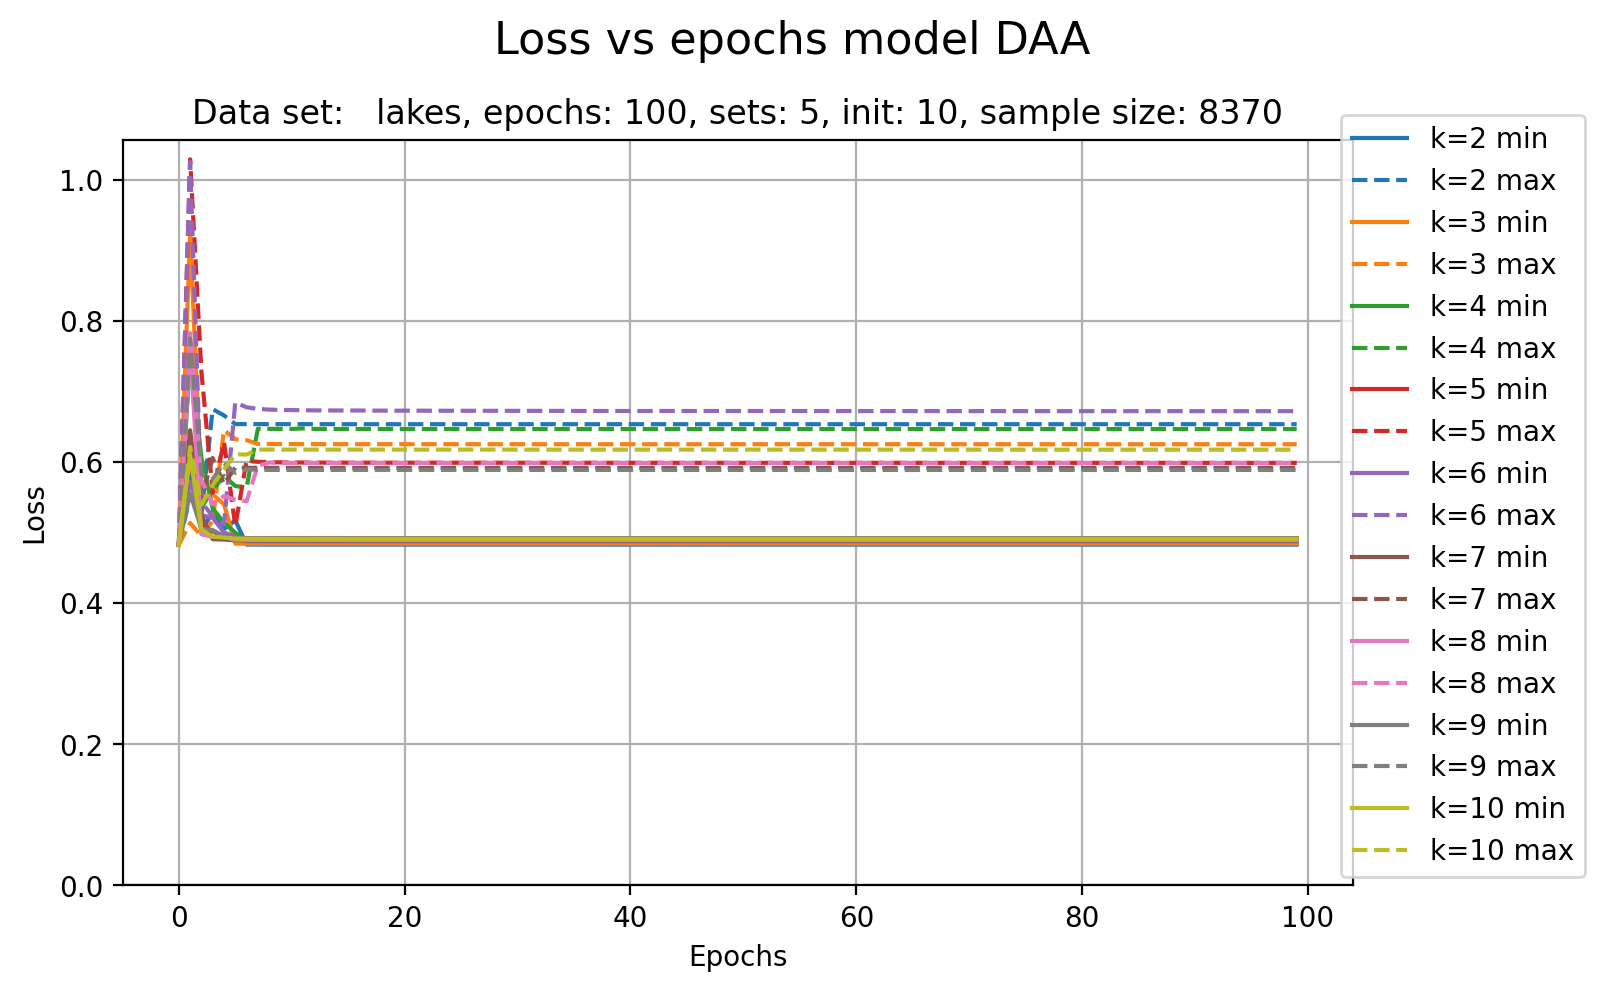 Loss vs epochs model DAA
Data set:   lakes, epochs: 100, sets: 5, init: 10, sample size: 8370
1.0
0.8
0.6
0.4
0.2
0.0
Loss
0 20 40 60 80 100
Epochs
k=2 min
k=2 max
k=3 min
k=3 max
k=4 min
k=4 max
k=5 min
k=5 max
k=6 min
k=6 max
k=7 min
k=7 max
k=8 min
k=8 max
k=9 min
k=9 max
k=10 min
k=10 max